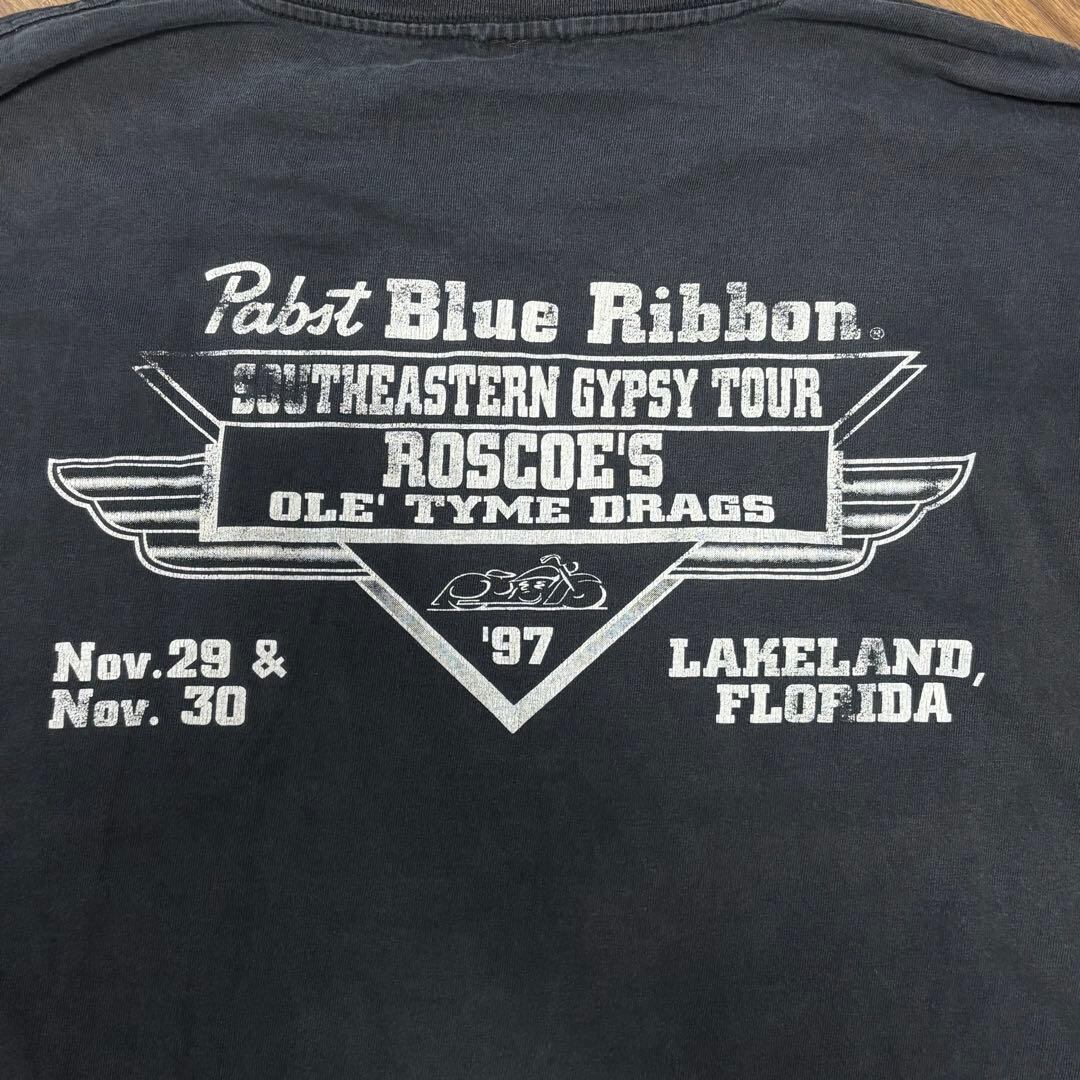 Pabst Blue Ribbon®
SOUTHEASTERN GYPSY TOUR
ROSCOE'S
OLE' TYME DRAGS
'97
Nov. 29 &
Nov. 30
LAKELAND,
FLORIDA